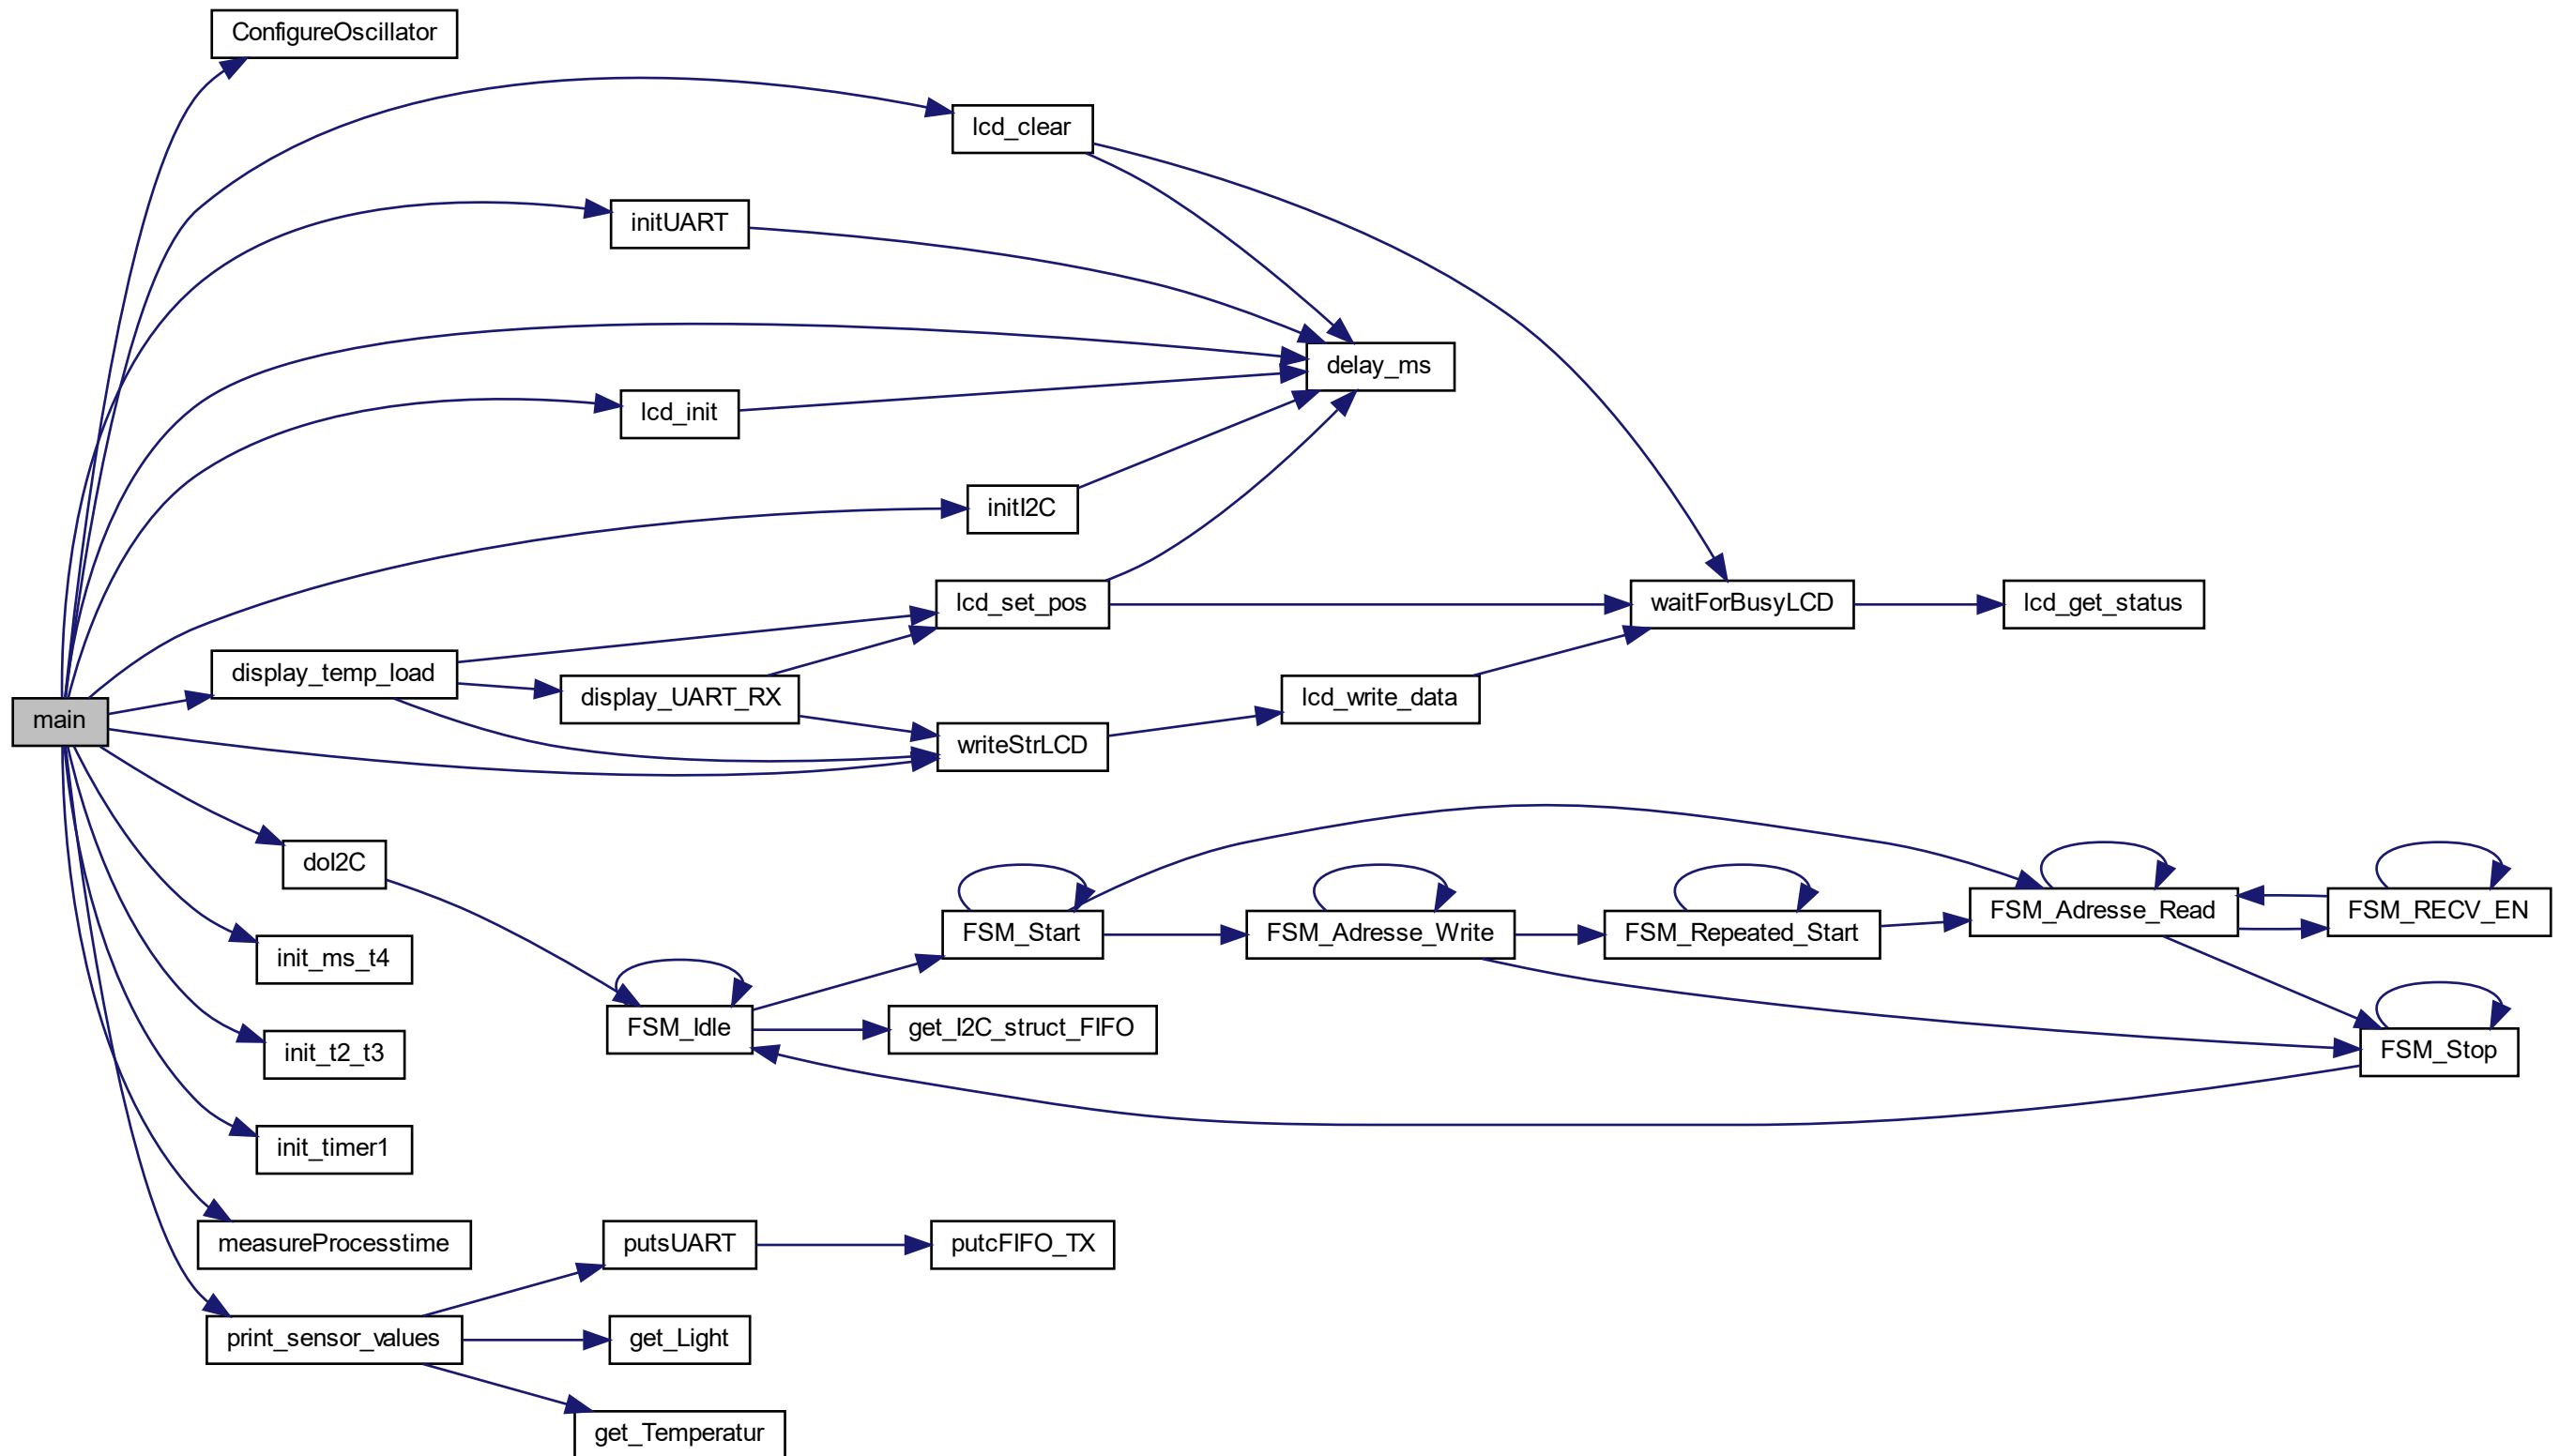 ConfigureOscillator
lcd_clear
initUART
delay_ms
lcd_init
initI2C
lcd_set_pos
waitForBusyLCD
lcd_get_status
display_temp_load
display_UART_RX
lcd_write_data
main
writeStrLCD
doI2C
FSM_Start
FSM_Adresse_Write
FSM_Repeated_Start
FSM_Adresse_Read
FSM_RECV_EN
init_ms_t4
FSM_Idle
get_I2C_struct_FIFO
FSM_Stop
init_t2_t3
init_timer1
measureProcesstime
putsUART
putcFIFO_TX
print_sensor_values
get_Light
get_Temperatur